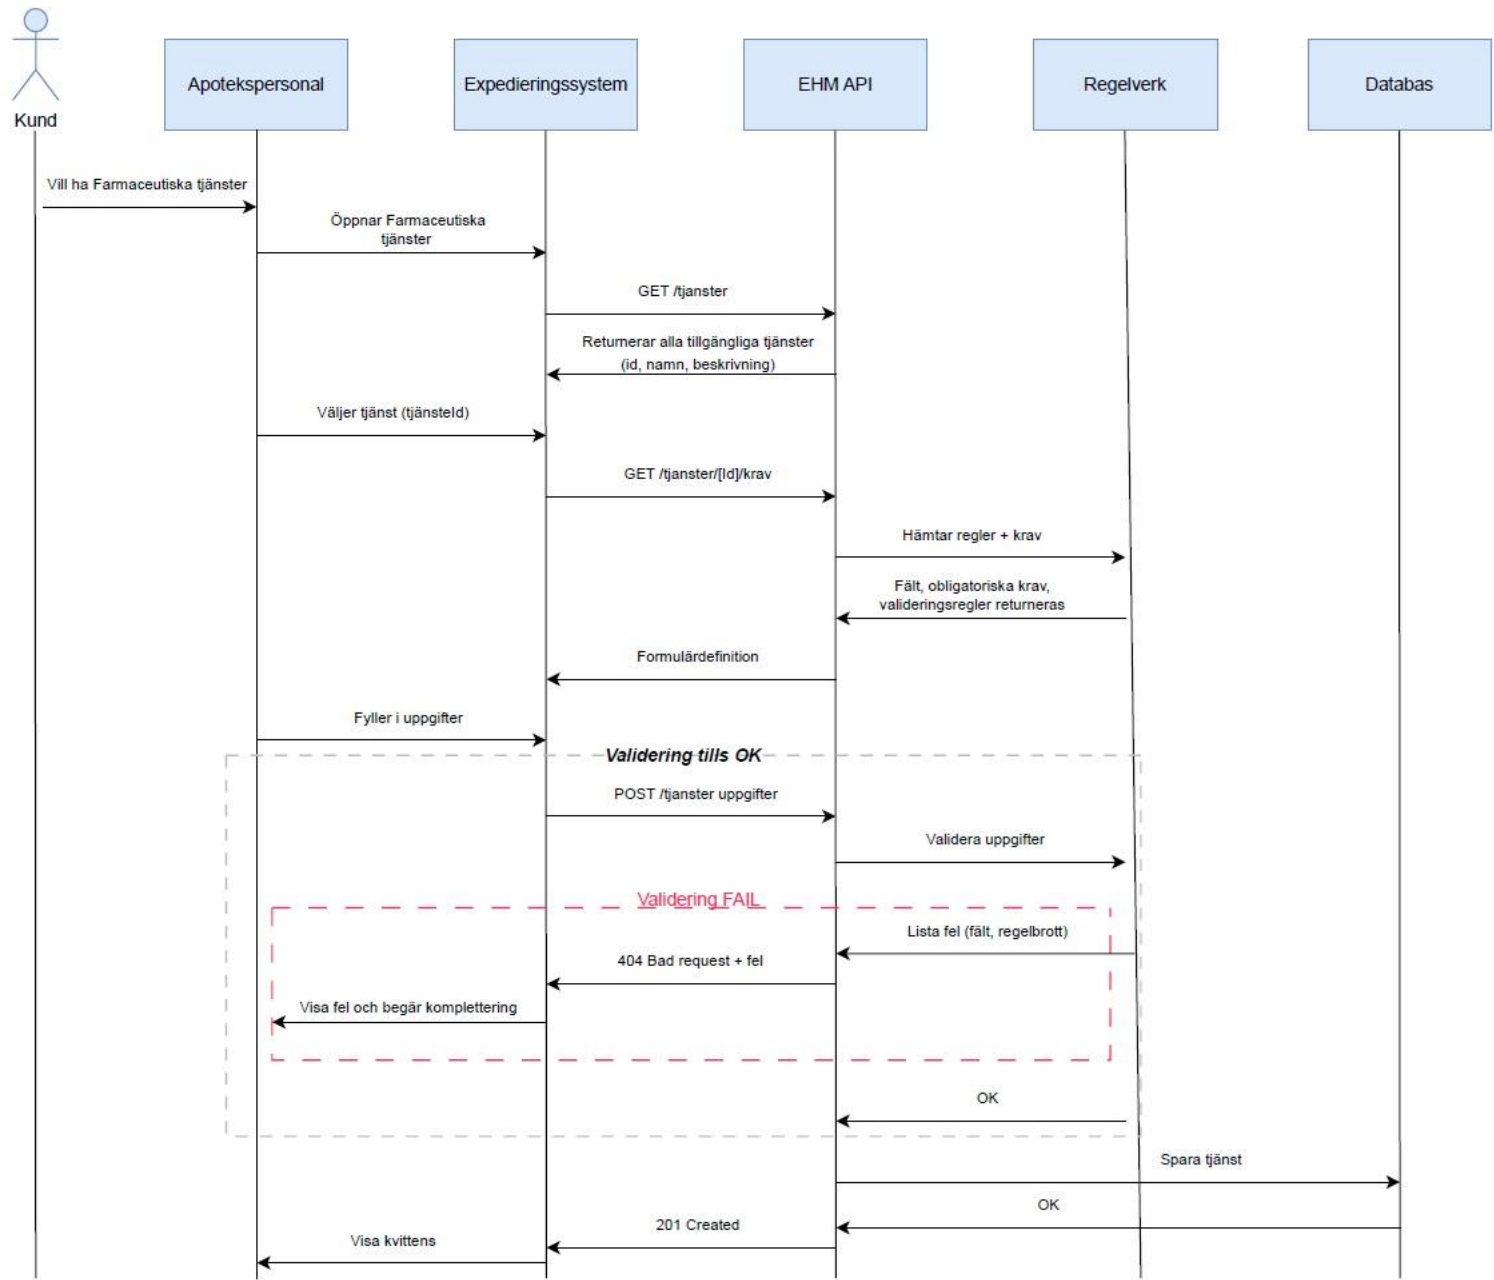 Kund
Apotekspersonal
Expedieringssystem
EHM API
Regelverk
Databas
Vill ha Farmaceutiska tjänster
Öppnar Farmaceutiska
tjänster
GET /tjanster
Returnerar alla tillgängliga tjänster
(id, namn, beskrivning)
Väljer tjänst (tjänsteId)
GET /tjanster/[Id]/krav
Hämtar regler + krav
Fält, obligatoriska krav,
valideringsregler returneras
Formulärdefinition
Fyller i uppgifter
Validering tills OK
POST /tjanster uppgifter
Validera uppgifter
Validering FAIL
Lista fel (fält, regelbrott)
404 Bad request + fel
Visa fel och begär komplettering
OK
Spara tjänst
OK
201 Created
Visa kvittens